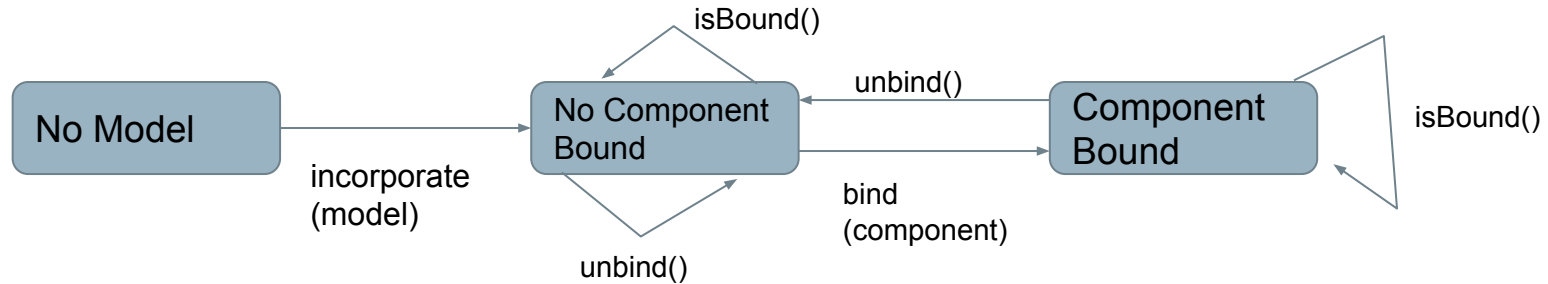 isBound()
No Model
incorporate
(model)
No Component
Bound
unbind()
unbind()
bind
(component)
Component
Bound
isBound()